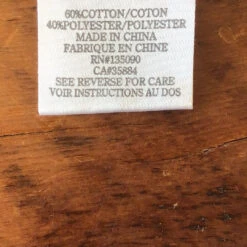 60%COTTON/COTON
40%POLYESTER/POLYESTER
MADE IN CHINA
FABRIQUE EN CHINE
RN#135090
CA#35884
SEE REVERSE FOR CARE
VOIR INSTRUCTIONS AU DOS